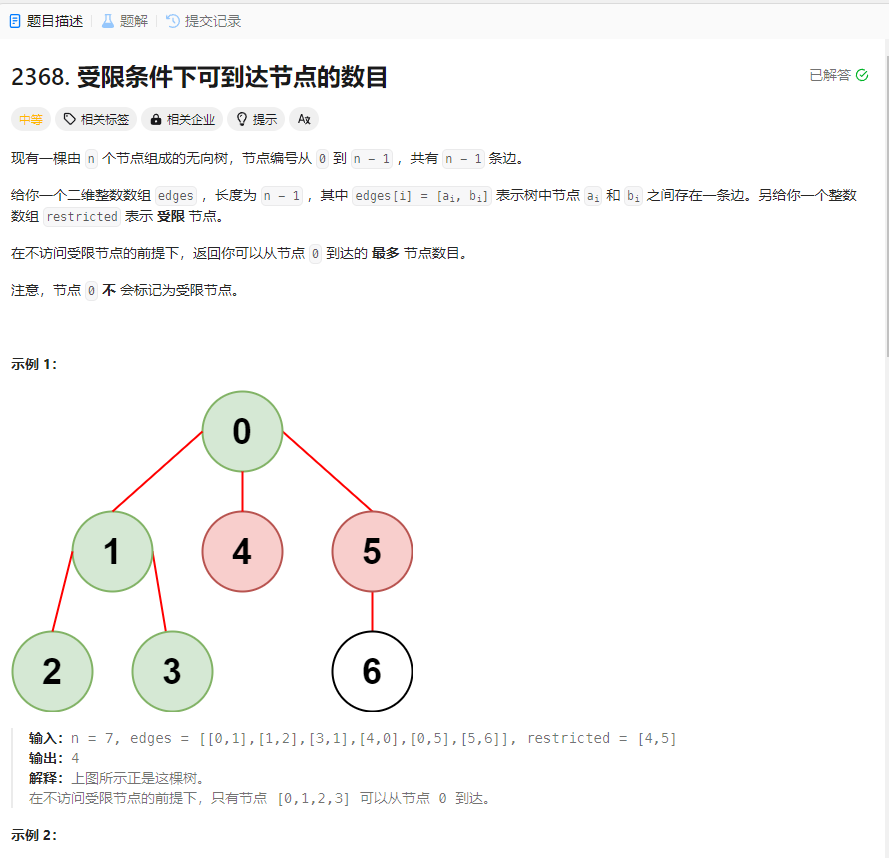 题目描述 题解 提交记录
2368. 受限条件下可到达节点的数目 已解答
中等 相关标签 相关企业 提示 Aあ
现有一棵由 n 个节点组成的无向树，节点编号从 0 到 n - 1 ，共有 n - 1 条边。
给你一个二维整数数组 edges ，长度为 n - 1 ，其中 edges[i] = [ai, bi] 表示树中节点 ai 和 bi 之间存在一条边。另给你一个整数
数组 restricted 表示 受限 节点。
在不访问受限节点的前提下，返回你可以从节点 0 到达的 最多 节点数目。
注意，节点 0 不 会标记为受限节点。
示例 1：
0
1 4 5
2 3 6
输入：n = 7, edges = [[0,1],[1,2],[3,1],[4,0],[0,5],[5,6]], restricted = [4,5]
输出：4
解释：上图所示正是这棵树。
在不访问受限节点的前提下，只有节点 [0,1,2,3] 可以从节点 0 到达。
示例 2：